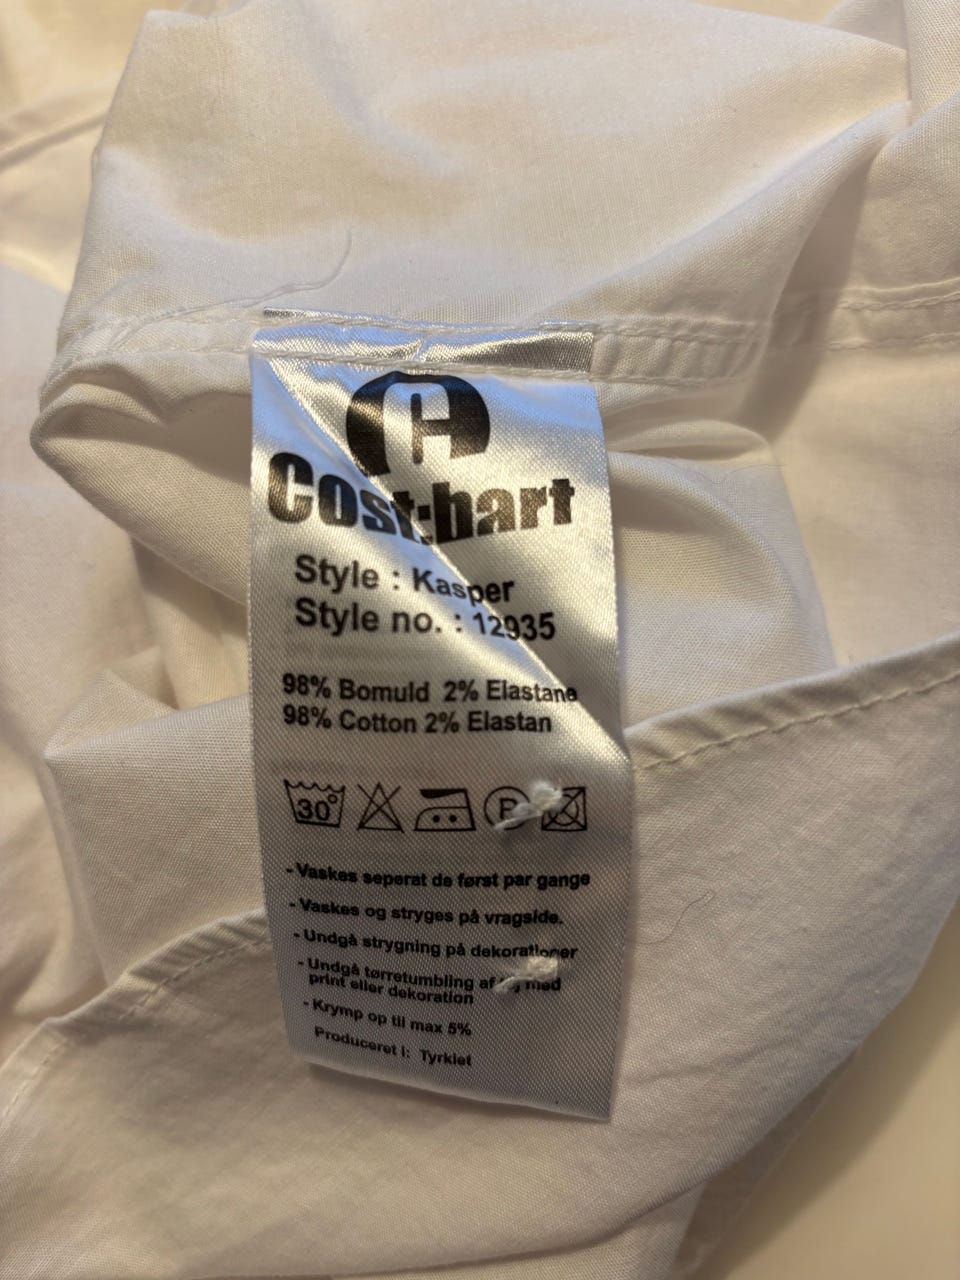 Cost:bart
Style : Kasper
Style no. : 12935
98% Bomuld 2% Elastane
98% Cotton 2% Elastan
30°
P
- Vaskes seperat de først par gange
- Vaskes og stryges på vragside.
- Undgå strygning på dekorationer
- Undgå tørretumbling af tøj med
print eller dekoration
- Krymp op til max 5%
Produceret i: Tyrkiet